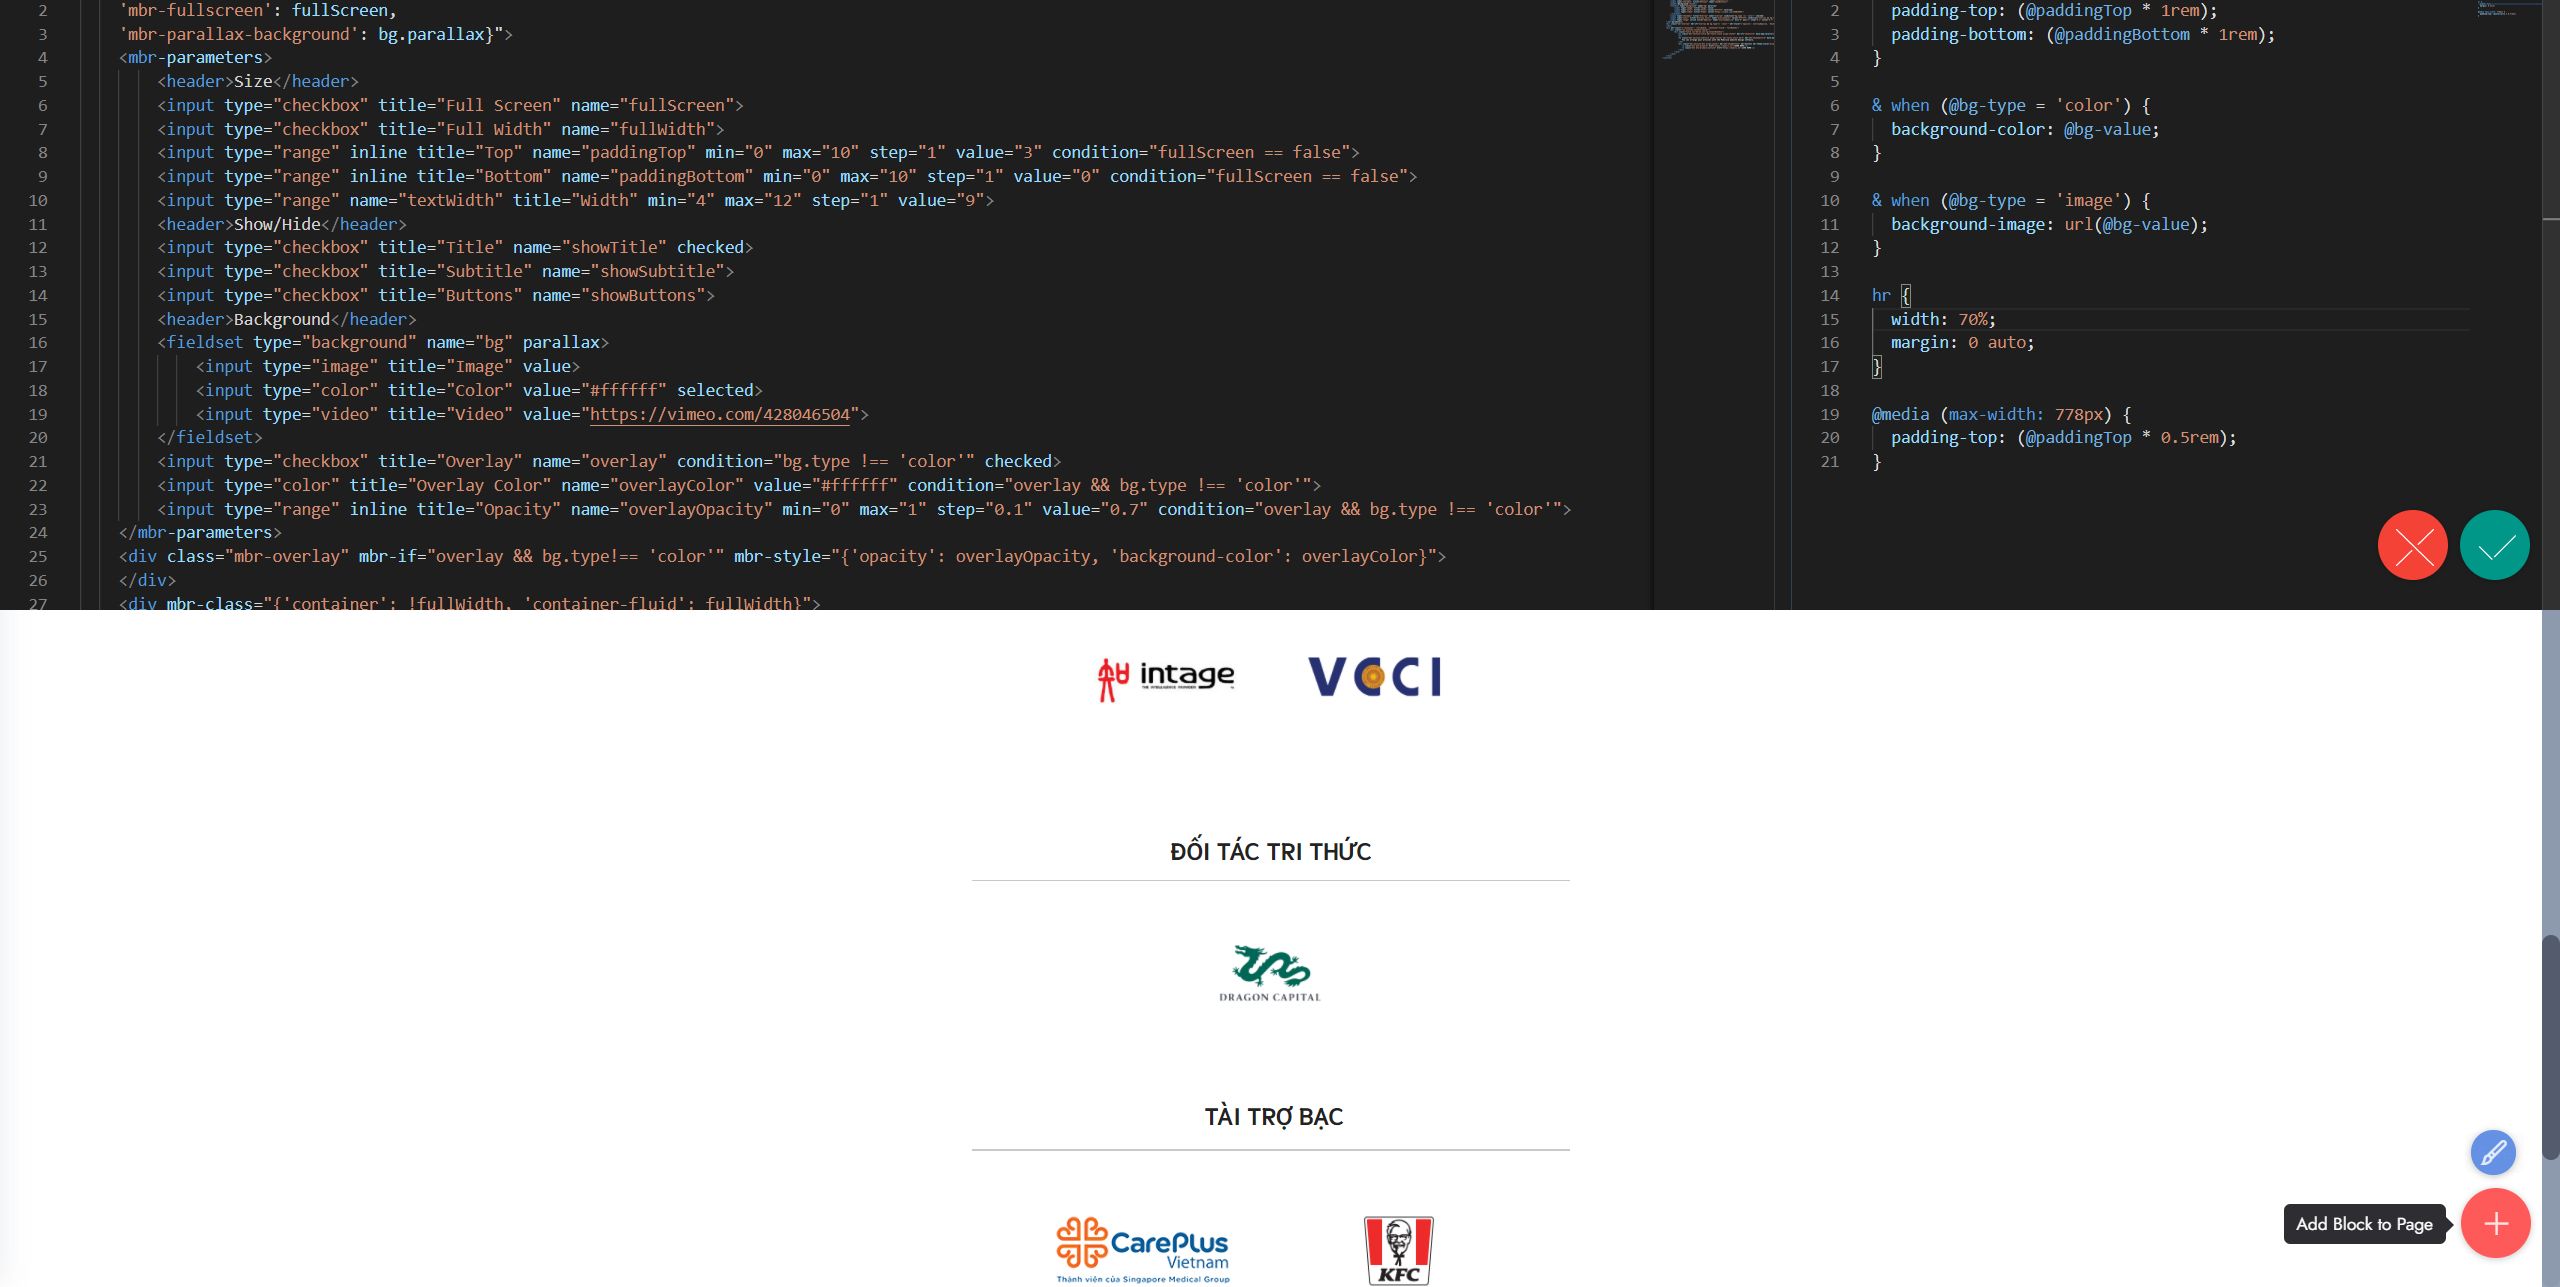 2 'mbr-fullscreen': fullScreen,
3 'mbr-parallax-background': bg.parallax}">
4 <mbr-parameters>
5 <header>Size</header>
6 <input type="checkbox" title="Full Screen" name="fullScreen">
7 <input type="checkbox" title="Full Width" name="fullWidth">
8 <input type="range" inline title="Top" name="paddingTop" min="0" max="10" step="1" value="3" condition="fullScreen == false">
9 <input type="range" inline title="Bottom" name="paddingBottom" min="0" max="10" step="1" value="0" condition="fullScreen == false">
10 <input type="range" name="textWidth" title="Width" min="4" max="12" step="1" value="9">
11 <header>Show/Hide</header>
12 <input type="checkbox" title="Title" name="showTitle" checked>
13 <input type="checkbox" title="Subtitle" name="showSubtitle">
14 <input type="checkbox" title="Buttons" name="showButtons">
15 <header>Background</header>
16 <fieldset type="background" name="bg" parallax>
17 <input type="image" title="Image" value>
18 <input type="color" title="Color" value="#ffffff" selected>
19 <input type="video" title="Video" value="https://vimeo.com/428046504">
20 </fieldset>
21 <input type="checkbox" title="Overlay" name="overlay" condition="bg.type !== 'color'" checked>
22 <input type="color" title="Overlay Color" name="overlayColor" value="#ffffff" condition="overlay && bg.type !== 'color'">
23 <input type="range" inline title="Opacity" name="overlayOpacity" min="0" max="1" step="0.1" value="0.7" condition="overlay && bg.type !== 'color'">
24 </mbr-parameters>
25 <div class="mbr-overlay" mbr-if="overlay && bg.type!== 'color'" mbr-style="{'opacity': overlayOpacity, 'background-color': overlayColor}">
26 </div>
27 <div mbr-class="{'container': !fullWidth, 'container-fluid': fullWidth}">
2 padding-top: (@paddingTop * 1rem);
3 padding-bottom: (@paddingBottom * 1rem);
4 }
5
6 & when (@bg-type = 'color') {
7 background-color: @bg-value;
8 }
9
10 & when (@bg-type = 'image') {
11 background-image: url(@bg-value);
12 }
13
14 hr {
15 width: 70%;
16 margin: 0 auto;
17 }
18
19 @media (max-width: 778px) {
20 padding-top: (@paddingTop * 0.5rem);
21 }
intage
THE INTELLIGENCE PROVIDER
VCCI
ĐỐI TÁC TRI THỨC
DRAGON CAPITAL
TÀI TRỢ BẠC
CarePlus
Vietnam
Thành viên của Singapore Medical Group
KFC
Add Block to Page